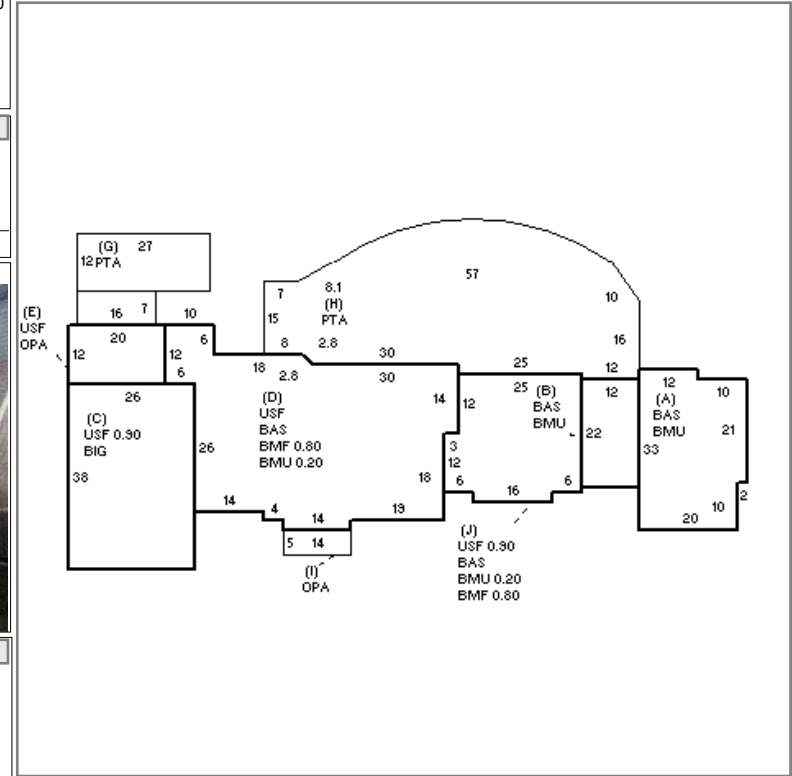 (G) 27
12 PTA
16 7 10
(E)
USF
OPA
20
12
12
6
6
7
8.1
(H)
PTA
15
8 2.8
57
10
16
30
18 2.8 30
25
12
26
(C)
USF 0.90
BIG
38
26
(D)
USF
BAS
BMF 0.80
BMU 0.20
14
12
25
(B)
BAS
BMU
22
12
12
10
(A)
BAS
BMU
33
21
3
12
18
6
16
6
2
10
20
14
4
14
19
5 14
(I)
OPA
(J)
USF 0.90
BAS
BMU 0.20
BMF 0.80